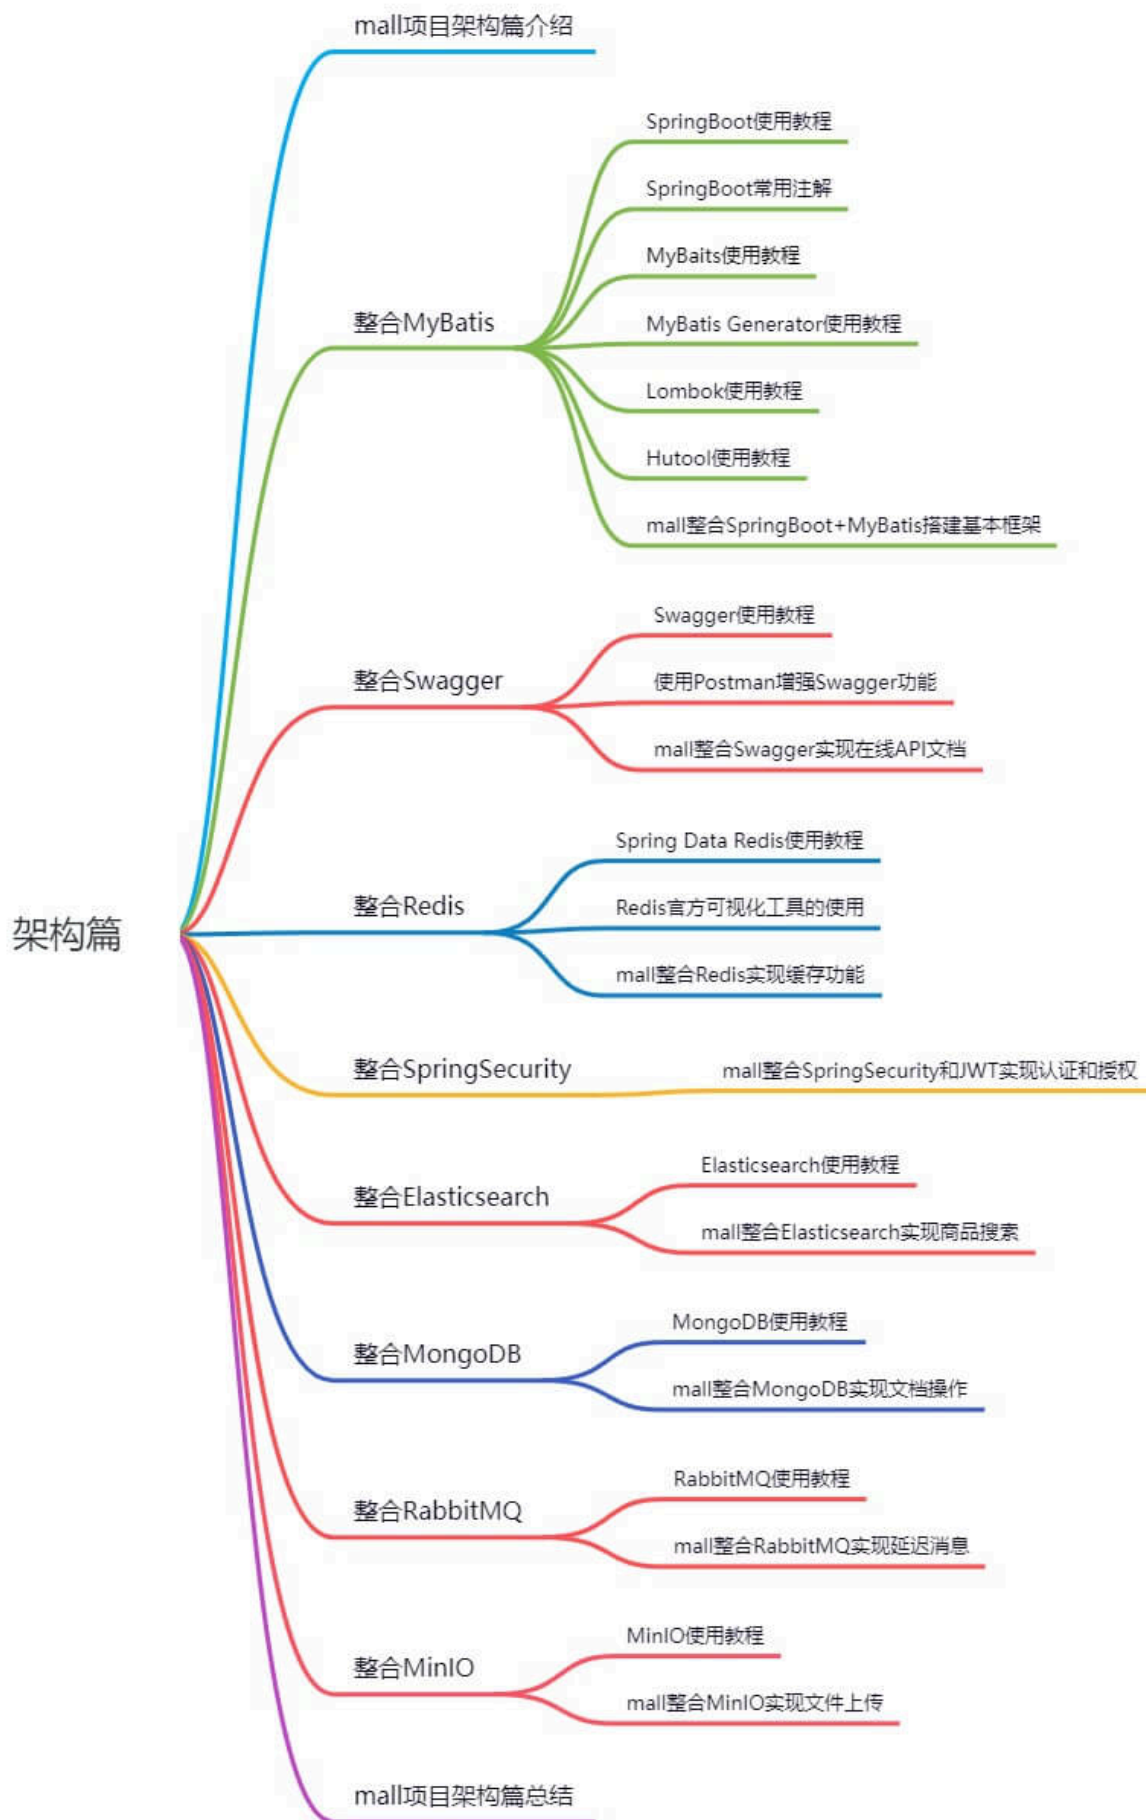 mall项目架构篇介绍
SpringBoot使用教程
SpringBoot常用注解
MyBaits使用教程
整合MyBatis
MyBatis Generator使用教程
Lombok使用教程
Hutool使用教程
mall整合SpringBoot+MyBatis搭建基本框架
Swagger使用教程
整合Swagger
使用Postman增强Swagger功能
mall整合Swagger实现在线API文档
Spring Data Redis使用教程
整合Redis
Redis官方可视化工具的使用
架构篇
mall整合Redis实现缓存功能
整合SpringSecurity
mall整合SpringSecurity和JWT实现认证和授权
Elasticsearch使用教程
整合Elasticsearch
mall整合Elasticsearch实现商品搜索
MongoDB使用教程
整合MongoDB
mall整合MongoDB实现文档操作
RabbitMQ使用教程
整合RabbitMQ
mall整合RabbitMQ实现延迟消息
MinIO使用教程
整合MinIO
mall整合MinIO实现文件上传
mall项目架构篇总结